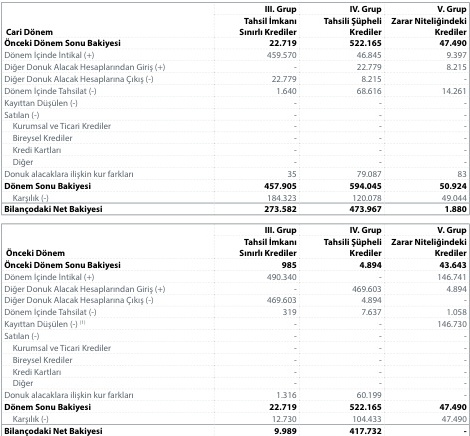 III. Grup IV. Grup V. Grup
Tahsil İmkanı Tahsili Şüpheli Zarar Niteliğindeki
Cari Dönem Sınırlı Krediler Krediler Krediler
Önceki Dönem Sonu Bakiyesi 22.719 522.165 47.490
Dönem İçinde İntikal (+) 459.570 46.845 9.397
Diğer Donuk Alacak Hesaplarından Giriş (+) - 22.779 8.215
Diğer Donuk Alacak Hesaplarına Çıkış (-) 22.779 8.215 -
Dönem İçinde Tahsilat (-) 1.640 68.616 14.261
Kayıttan Düşülen (-) - - -
Satılan (-) - - -
Kurumsal ve Ticari Krediler - - -
Bireysel Krediler - - -
Kredi Kartları - - -
Diğer - - -
Donuk alacaklara ilişkin kur farkları 35 79.087 83
Dönem Sonu Bakiyesi 457.905 594.045 50.924
Karşılık (-) 184.323 120.078 49.044
Bilançodaki Net Bakiyesi 273.582 473.967 1.880
III. Grup IV. Grup V. Grup
Tahsil İmkanı Tahsili Şüpheli Zarar Niteliğindeki
Önceki Dönem Sınırlı Krediler Krediler Krediler
Önceki Dönem Sonu Bakiyesi 985 4.894 43.643
Dönem İçinde İntikal (+) 490.340 - 146.741
Diğer Donuk Alacak Hesaplarından Giriş (+) - 469.603 4.894
Diğer Donuk Alacak Hesaplarına Çıkış (-) 469.603 4.894 -
Dönem İçinde Tahsilat (-) 319 7.637 1.058
Kayıttan Düşülen (-) (1) - - 146.730
Satılan (-) - - -
Kurumsal ve Ticari Krediler - - -
Bireysel Krediler - - -
Kredi Kartları - - -
Diğer - - -
Donuk alacaklara ilişkin kur farkları 1.316 60.199 -
Dönem Sonu Bakiyesi 22.719 522.165 47.490
Karşılık (-) 12.730 104.433 47.490
Bilançodaki Net Bakiyesi 9.989 417.732 -